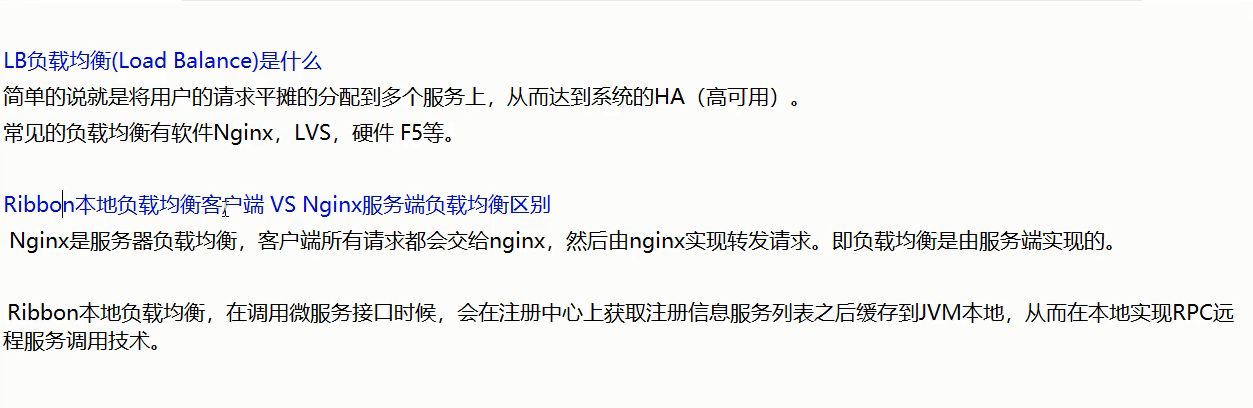 LB负载均衡(Load Balance)是什么
简单的说就是将用户的请求平摊的分配到多个服务上，从而达到系统的HA（高可用）。
常见的负载均衡有软件Nginx，LVS，硬件 F5等。
Ribbon本地负载均衡客户端 VS Nginx服务端负载均衡区别
Nginx是服务器负载均衡，客户端所有请求都会交给nginx，然后由nginx实现转发请求。即负载均衡是由服务端实现的。
Ribbon本地负载均衡，在调用微服务接口时候，会在注册中心上获取注册信息服务列表之后缓存到JVM本地，从而在本地实现RPC远
程服务调用技术。